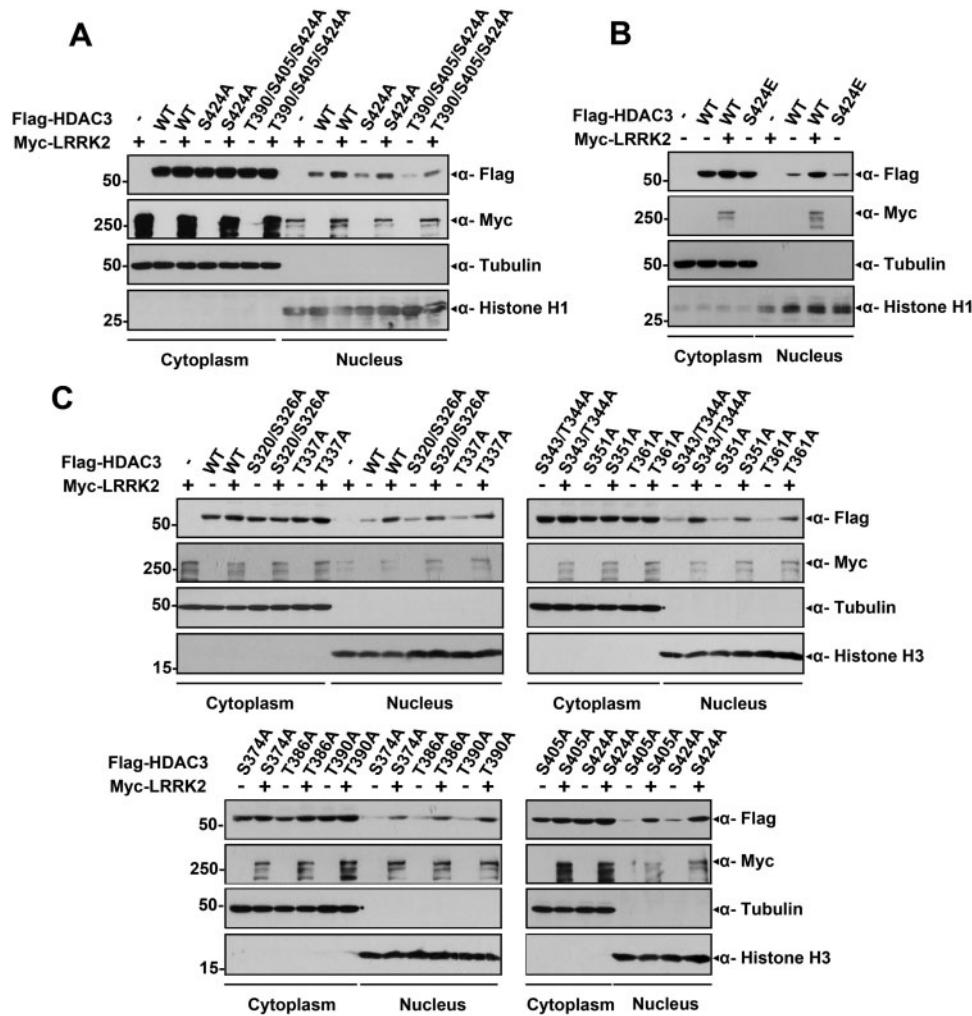 A
Flag-HDAC3 - WT WT S424A S424A T390/S405/S424A T390/S405/S424A - WT WT S424A S424A T390/S405/S424A T390/S405/S424A
Myc-LRRK2 + - + - + - + + - + - + - +
50 α- Flag
250 α- Myc
50 α- Tubulin
25 α- Histone H1
Cytoplasm Nucleus
B
Flag-HDAC3 - WT WT S424E - WT WT S424E
Myc-LRRK2 - - + - + - + -
50 α- Flag
250 α- Myc
50 α- Tubulin
25 α- Histone H1
Cytoplasm Nucleus
C
Flag-HDAC3 - WT WT S320/S326A S320/S326A T337A T337A - WT WT S320/S326A S320/S326A T337A T337A
Myc-LRRK2 + - + - + - + + - + - + - +
50
250
50
15
Cytoplasm Nucleus
S343/T344A S343/T344A S351A S351A T361A T361A S343/T344A S343/T344A S351A S351A T361A T361A
- + - + - + - + - + - +
α- Flag
α- Myc
α- Tubulin
α- Histone H3
Cytoplasm Nucleus
Flag-HDAC3 S374A S374A T386A T386A T390A T390A S374A S374A T386A T386A T390A T390A
Myc-LRRK2 - + - + - + - + - + - +
50
250
50
15
Cytoplasm Nucleus
S405A S405A S424A S424A S405A S405A S424A S424A
- + - + - + - +
α- Flag
α- Myc
α- Tubulin
α- Histone H3
Cytoplasm Nucleus